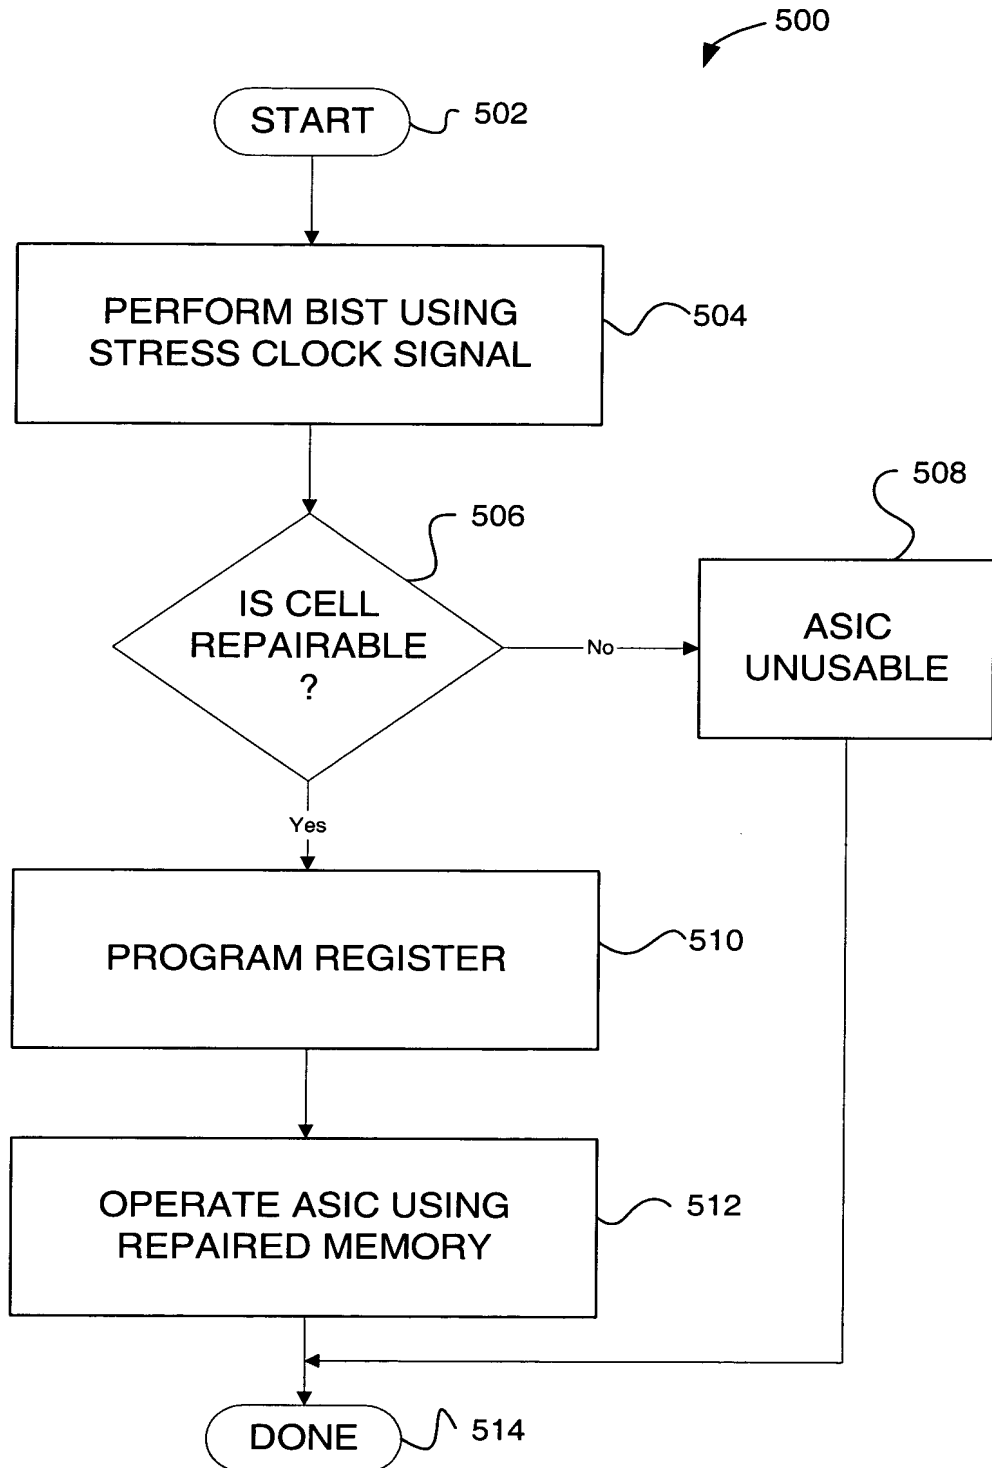 500
START
502
PERFORM BIST USING
STRESS CLOCK SIGNAL
504
506
508
IS CELL
REPAIRABLE
?
No
ASIC
UNUSABLE
Yes
PROGRAM REGISTER
510
OPERATE ASIC USING
REPAIRED MEMORY
512
DONE
514